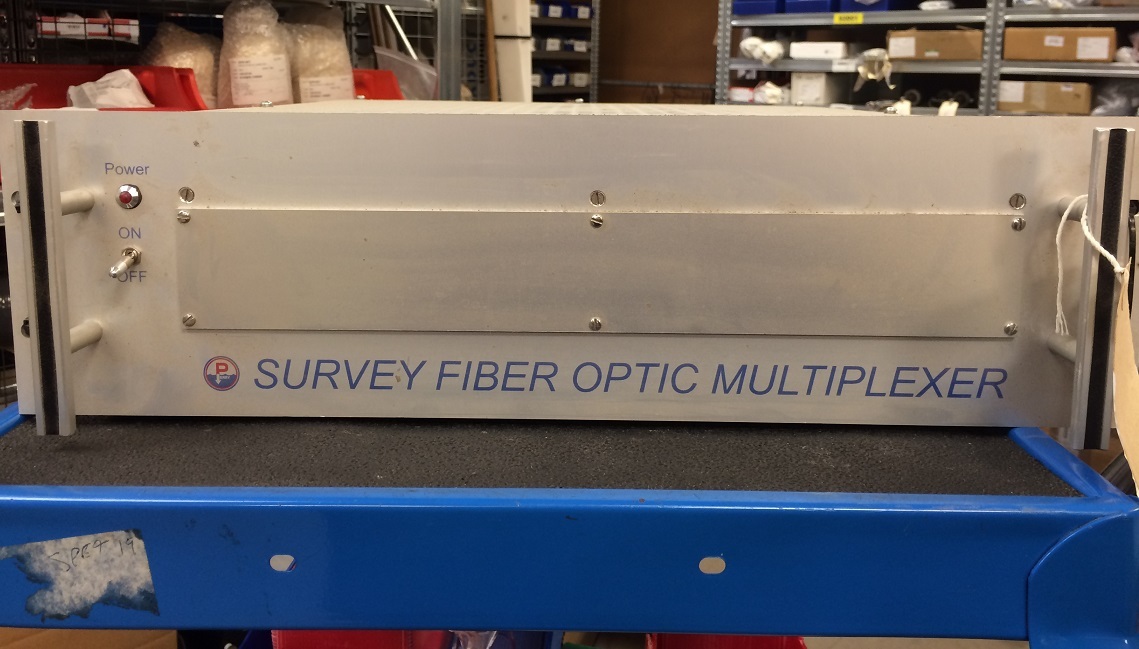 Power
ON
OFF
P
SURVEY FIBER OPTIC MULTIPLEXER